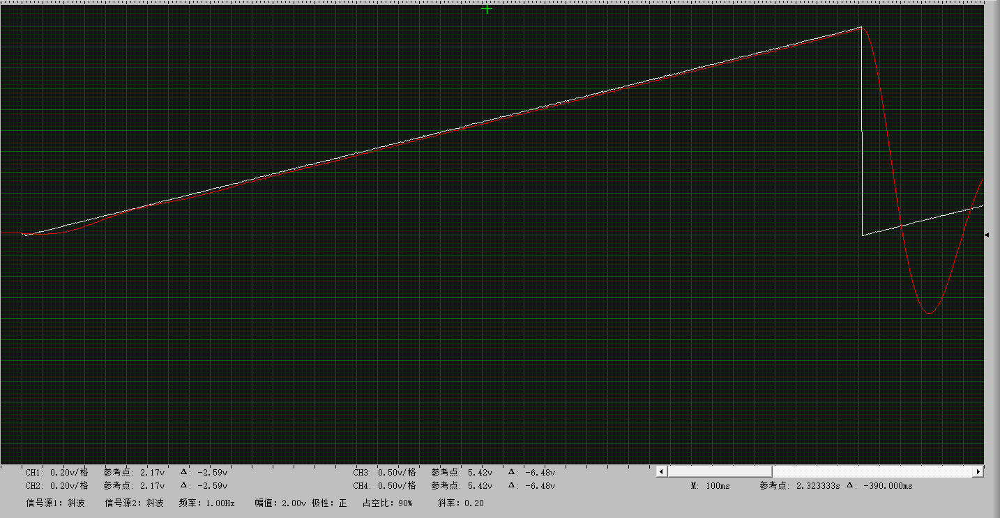 CH1: 0.20v/格 参考点: 2.17v Δ: -2.59v CH3: 0.50v/格 参考点: 5.42v Δ: -6.48v
CH2: 0.20v/格 参考点: 2.17v Δ: -2.59v CH4: 0.50v/格 参考点: 5.42v Δ: -6.48v M: 100ms 参考点: 2.323333s Δ: -390.000ms
信号源1: 斜波 信号源2: 斜波 频率: 1.00Hz 幅值: 2.00v 极性: 正 占空比: 90% 斜率: 0.20